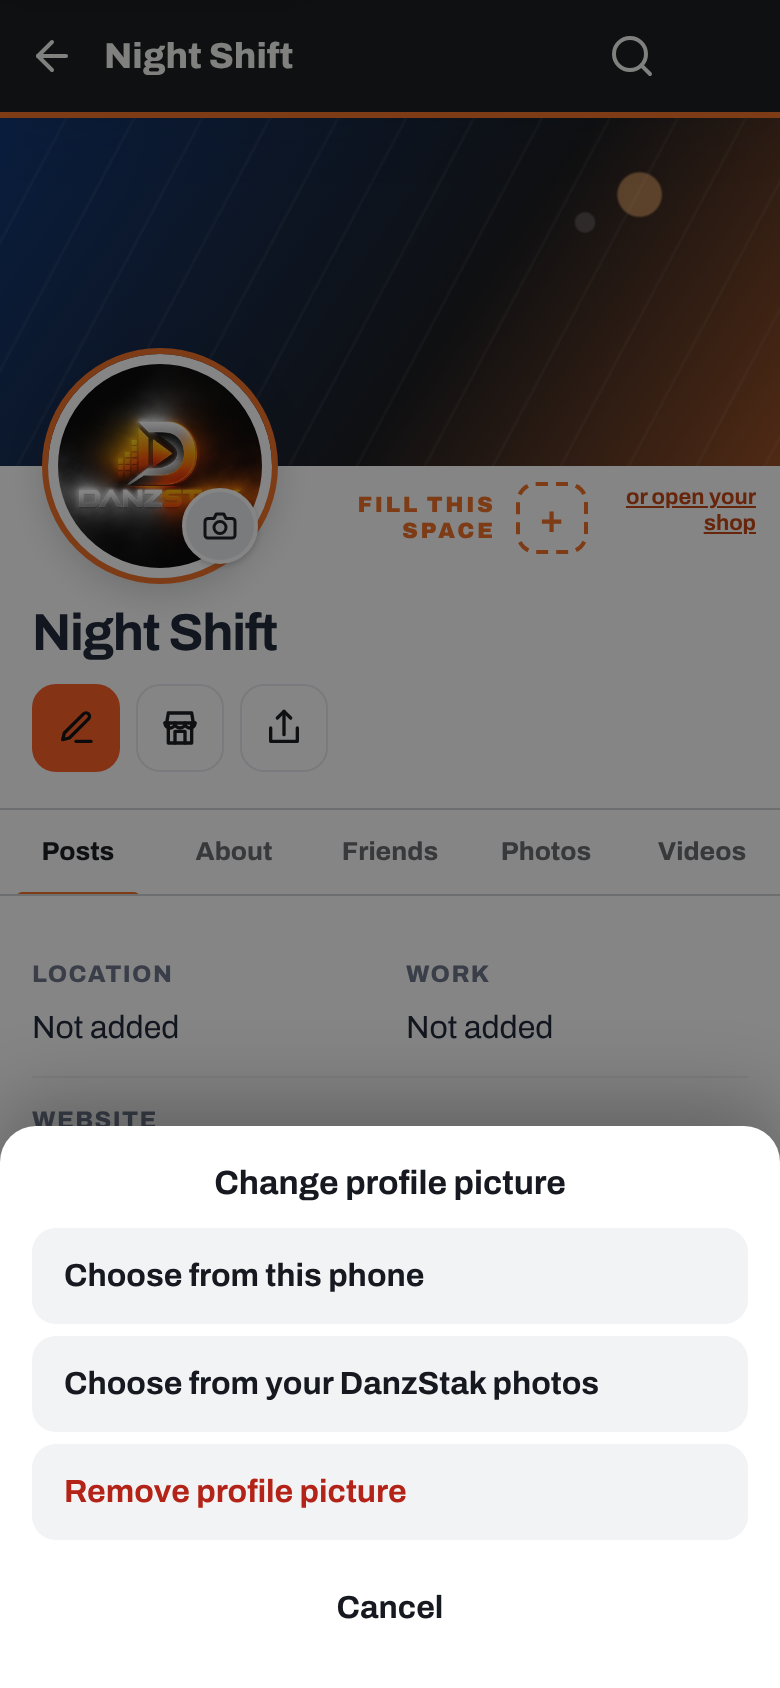 Night Shift
DANZST
FILL THIS
SPACE
+
or open your
shop
Night Shift
Posts
About
Friends
Photos
Videos
LOCATION
WORK
Not added
Not added
WEBSITE
Change profile picture
Choose from this phone
Choose from your DanzStak photos
Remove profile picture
Cancel